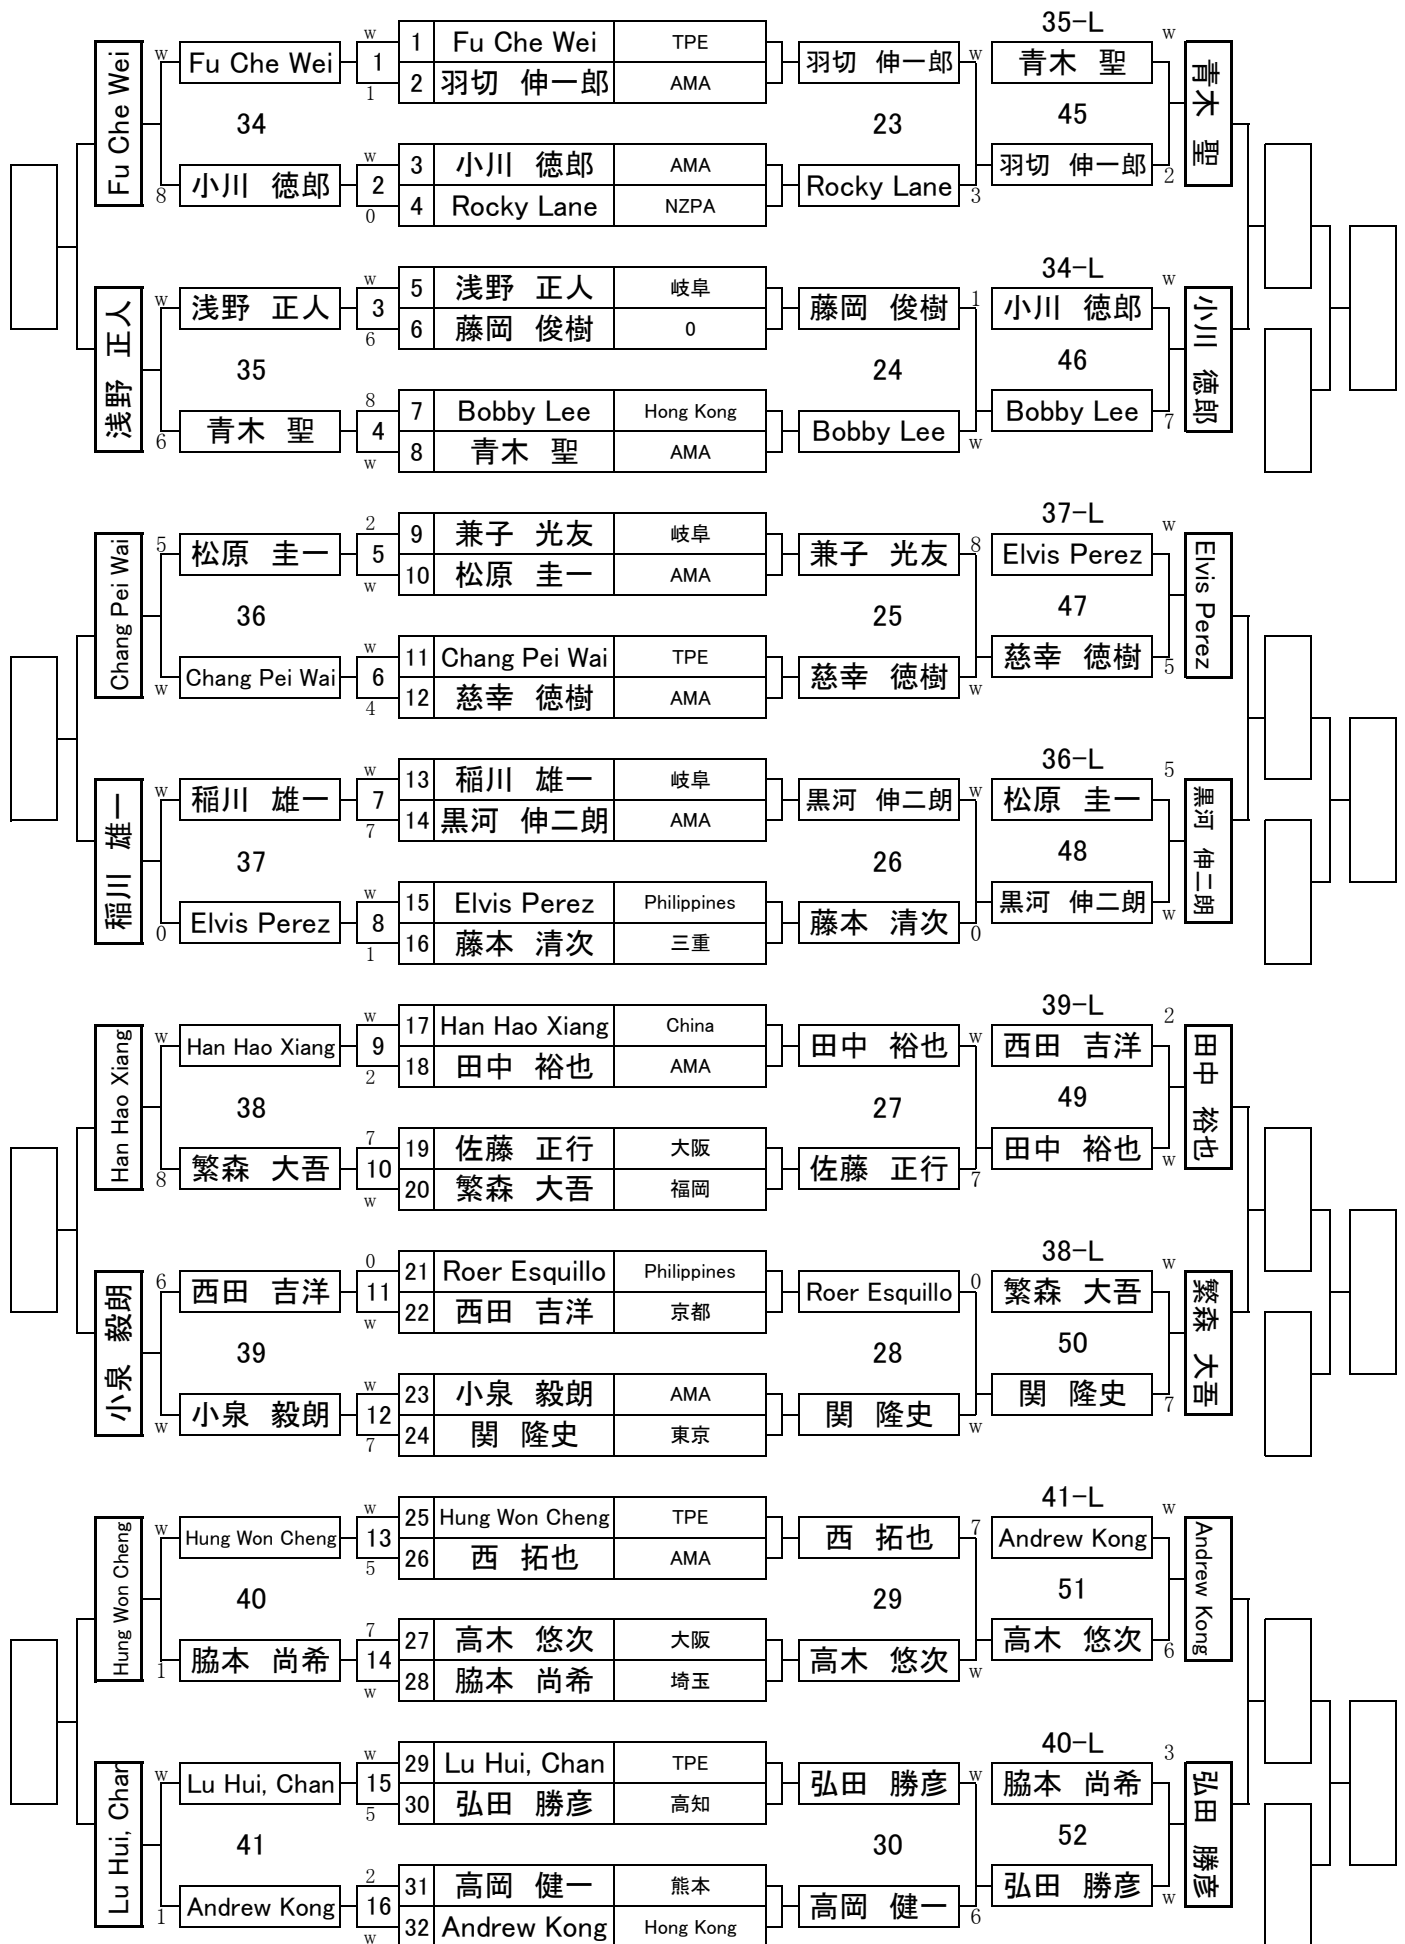 35-L
w w w
Fu Che Wei Fu Che Wei 1 1 Fu Che Wei TPE 羽切 伸一郎 w 青木 聖 青木 聖
2 羽切 伸一郎 AMA
1
34 23 45
w
3 小川 徳郎 AMA 羽切 伸一郎 2
8 小川 徳郎 2 Rocky Lane 3
4 Rocky Lane NZPA
0
34-L
w w w
浅野 正人 浅野 正人 3 5 浅野 正人 岐阜 藤岡 俊樹 1 小川 徳郎 小川 徳郎
6 藤岡 俊樹 0
6
35 24 46
8
7 Bobby Lee Hong Kong Bobby Lee 7
6 青木 聖 4 Bobby Lee w
8 青木 聖 AMA
w
37-L
5 2 w
Chang Pei Wai 松原 圭一 5 9 兼子 光友 岐阜 兼子 光友 8 Elvis Perez Elvis Perez
10 松原 圭一 AMA
w
36 25 47
w
11 Chang Pei Wai TPE 慈幸 徳樹 5
w Chang Pei Wai 6 慈幸 徳樹 w
12 慈幸 徳樹 AMA
4
36-L
w w 5
稲川 雄一 稲川 雄一 7 13 稲川 雄一 岐阜 黒河 伸二朗 w 松原 圭一 黒河 伸二朗
14 黒河 伸二朗 AMA
7
37 26 48
w
15 Elvis Perez Philippines 黒河 伸二朗 w
0 Elvis Perez 8 藤本 清次 0
16 藤本 清次 三重
1
39-L
w w 2
Han Hao Xiang Han Hao Xiang 9 17 Han Hao Xiang China 田中 裕也 w 西田 吉洋 田中 裕也
18 田中 裕也 AMA
2
38 27 49
7
19 佐藤 正行 大阪 田中 裕也 w
8 繁森 大吾 10 佐藤 正行 7
20 繁森 大吾 福岡
w
38-L
6 0 w
小泉 毅朗 西田 吉洋 11 21 Roer Esquillo Philippines Roer Esquillo 0 繁森 大吾 繁森 大吾
22 西田 吉洋 京都
w
39 28 50
w
23 小泉 毅朗 AMA 関 隆史 7
w 小泉 毅朗 12 関 隆史 w
24 関 隆史 東京
7
41-L
w w w
Hung Won Cheng Hung Won Cheng 13 25 Hung Won Cheng TPE 西 拓也 7 Andrew Kong Andrew Kong
26 西 拓也 AMA
5
40 29 51
7
27 高木 悠次 大阪 高木 悠次 6
1 脇本 尚希 14 高木 悠次 w
28 脇本 尚希 埼玉
w
40-L
w w 3
Lu Hui, Chan Lu Hui, Chan 15 29 Lu Hui, Chan TPE 弘田 勝彦 w 脇本 尚希 弘田 勝彦
30 弘田 勝彦 高知
5
41 30 52
2
31 高岡 健一 熊本 弘田 勝彦 w
1 Andrew Kong 16 高岡 健一 6
32 Andrew Kong Hong Kong
w